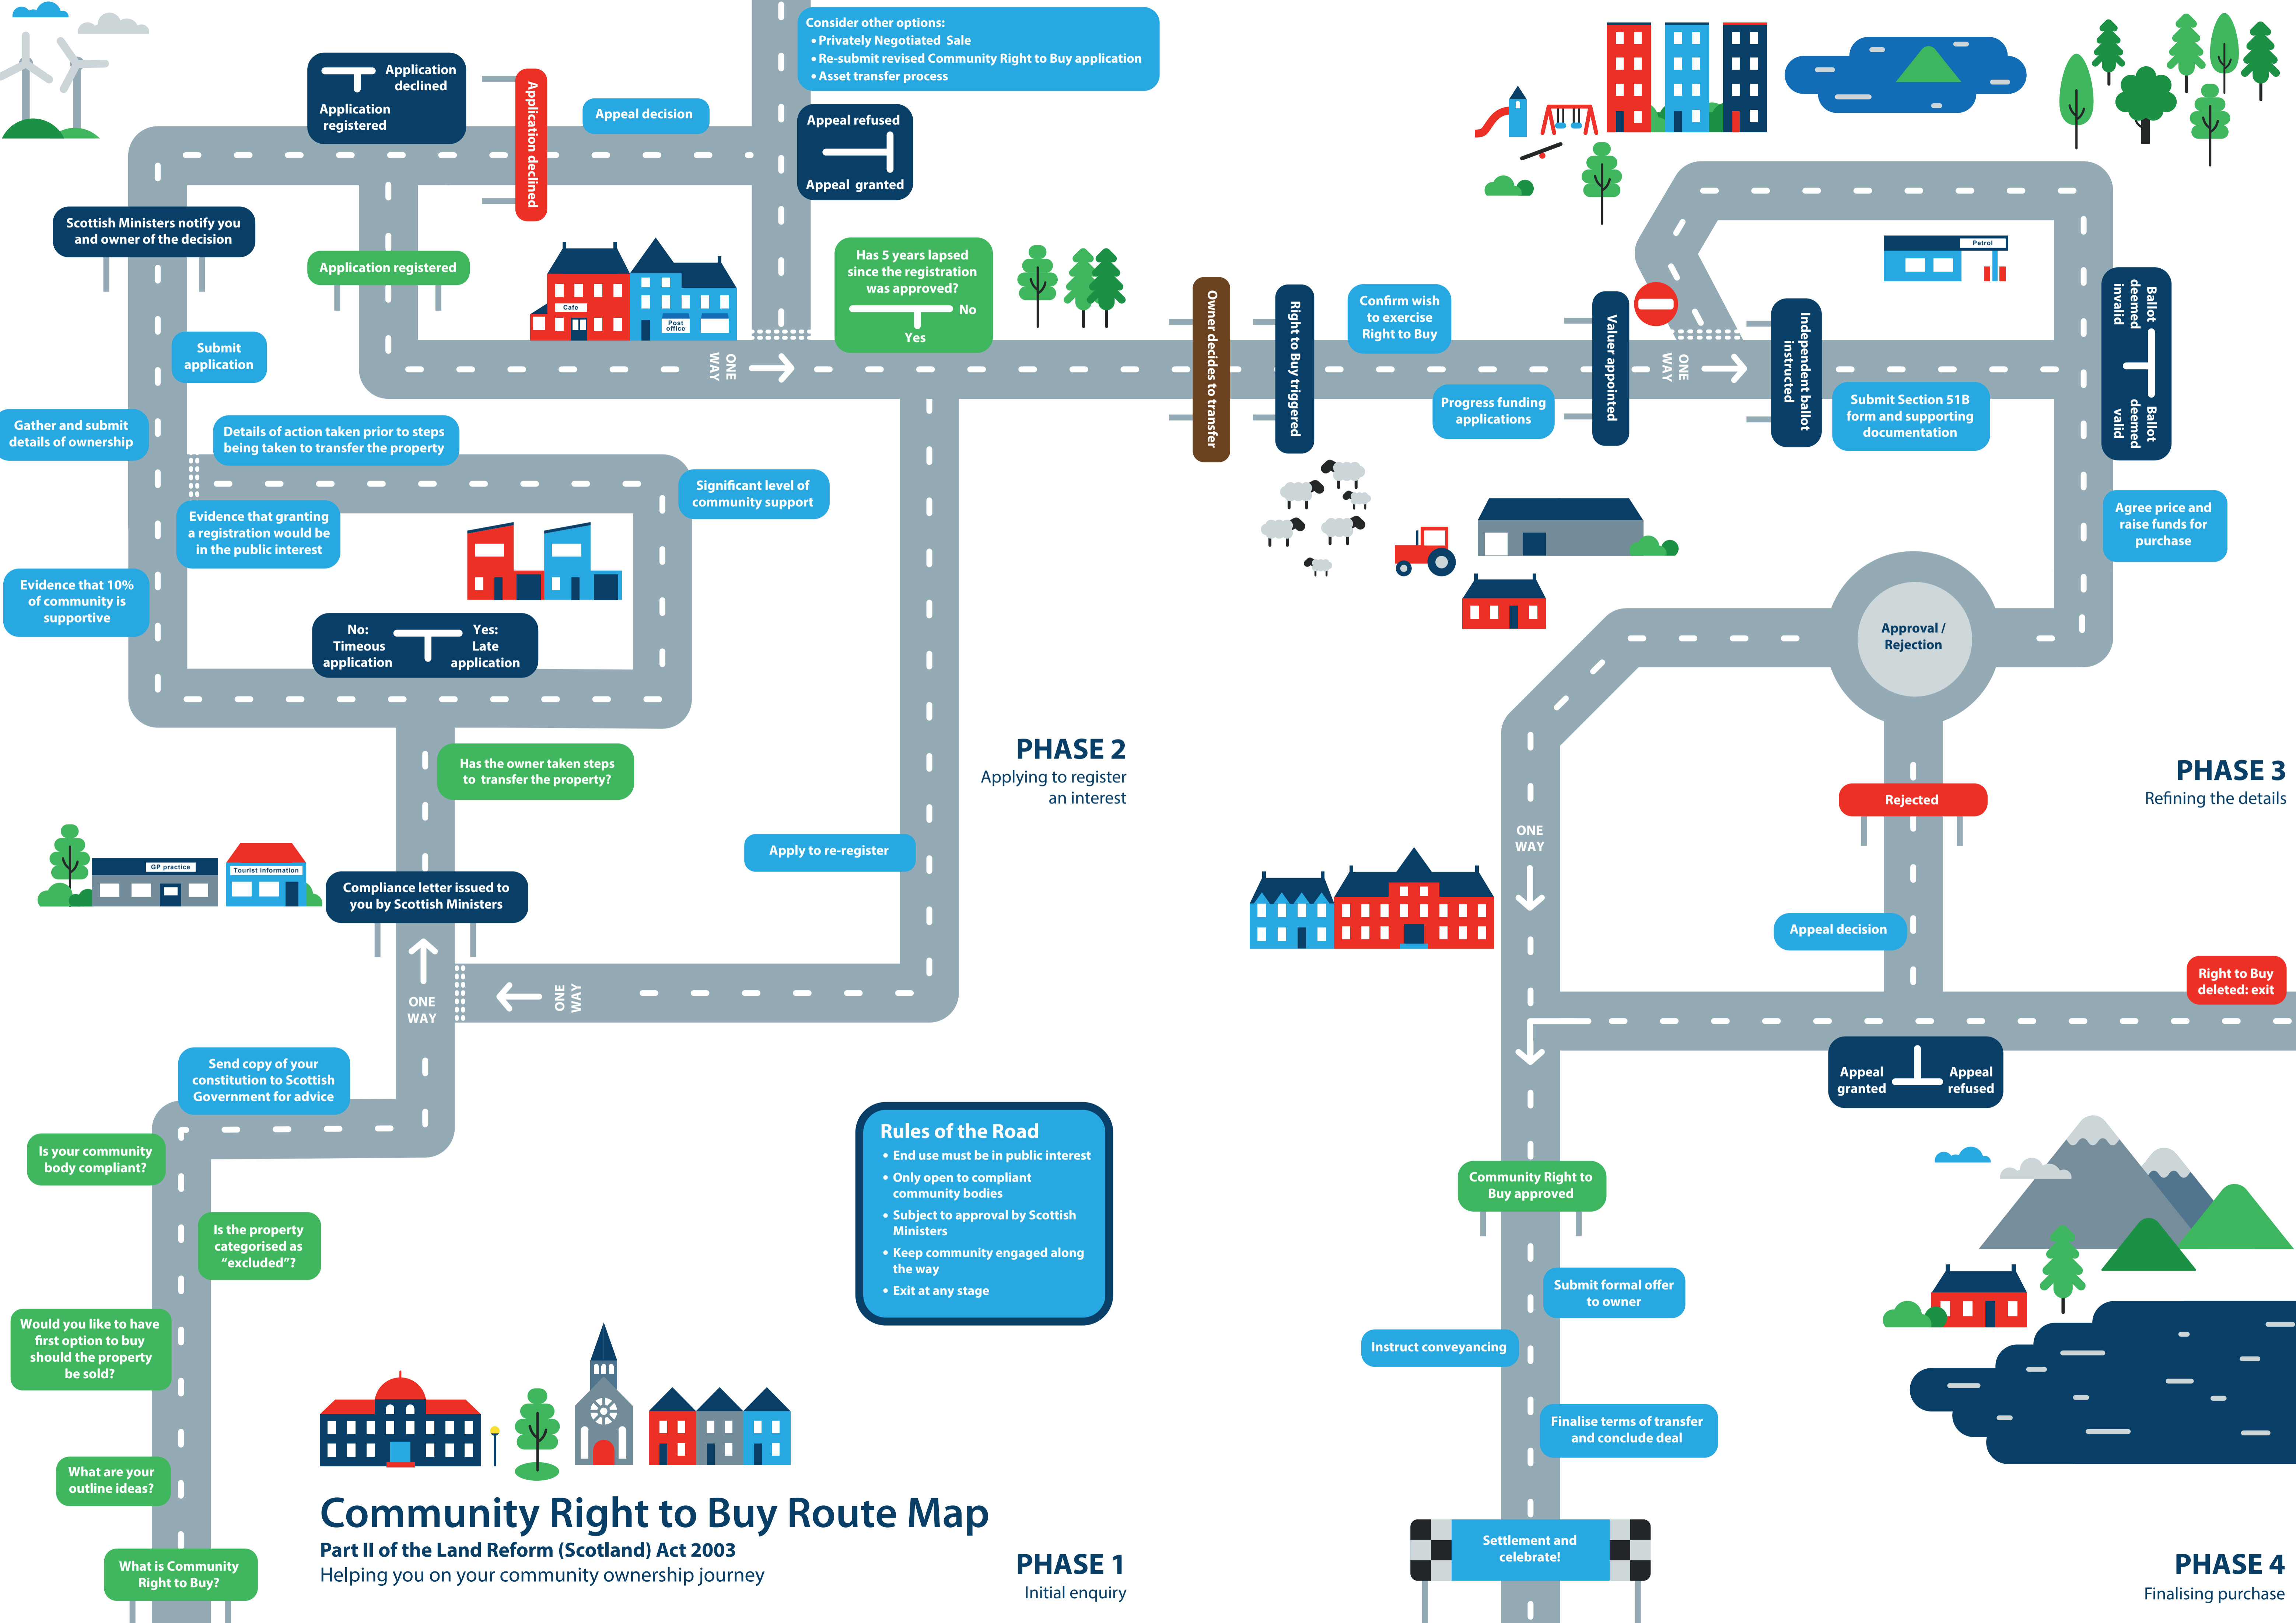 Consider other options:
• Privately Negotiated Sale
• Re-submit revised Community Right to Buy application
• Asset transfer process
Application
declined
Application
registered
Application declined
Appeal decision
Appeal refused
Appeal granted
Scottish Ministers notify you
and owner of the decision
Application registered
Cafe
Post
office
Has 5 years lapsed
since the registration
was approved?
No
Yes
ONE
WAY
Submit
application
Gather and submit
details of ownership
Details of action taken prior to steps
being taken to transfer the property
Significant level of
community support
Evidence that granting
a registration would be
in the public interest
Evidence that 10%
of community is
supportive
No:
Timeous
application
Yes:
Late
application
Has the owner taken steps
to transfer the property?
PHASE 2
Applying to register
an interest
Apply to re-register
GP practice
Tourist information
Compliance letter issued to
you by Scottish Ministers
ONE
WAY
ONE
WAY
Send copy of your
constitution to Scottish
Government for advice
Is your community
body compliant?
Is the property
categorised as
“excluded”?
Would you like to have
first option to buy
should the property
be sold?
What are your
outline ideas?
What is Community
Right to Buy?
Rules of the Road
• End use must be in public interest
• Only open to compliant
community bodies
• Subject to approval by Scottish
Ministers
• Keep community engaged along
the way
• Exit at any stage
Community Right to Buy Route Map
Part II of the Land Reform (Scotland) Act 2003
Helping you on your community ownership journey
PHASE 1
Initial enquiry
Owner decides to transfer
Right to Buy triggered
Confirm wish
to exercise
Right to Buy
Progress funding
applications
Valuer appointed
ONE
WAY
Independent ballot
instructed
Submit Section 51B
form and supporting
documentation
Petrol
Ballot
deemed
invalid
Ballot
deemed
valid
Agree price and
raise funds for
purchase
Approval /
Rejection
PHASE 3
Refining the details
Rejected
ONE
WAY
Appeal decision
Right to Buy
deleted: exit
Appeal
granted
Appeal
refused
Community Right to
Buy approved
Submit formal offer
to owner
Instruct conveyancing
Finalise terms of transfer
and conclude deal
Settlement and
celebrate!
PHASE 4
Finalising purchase